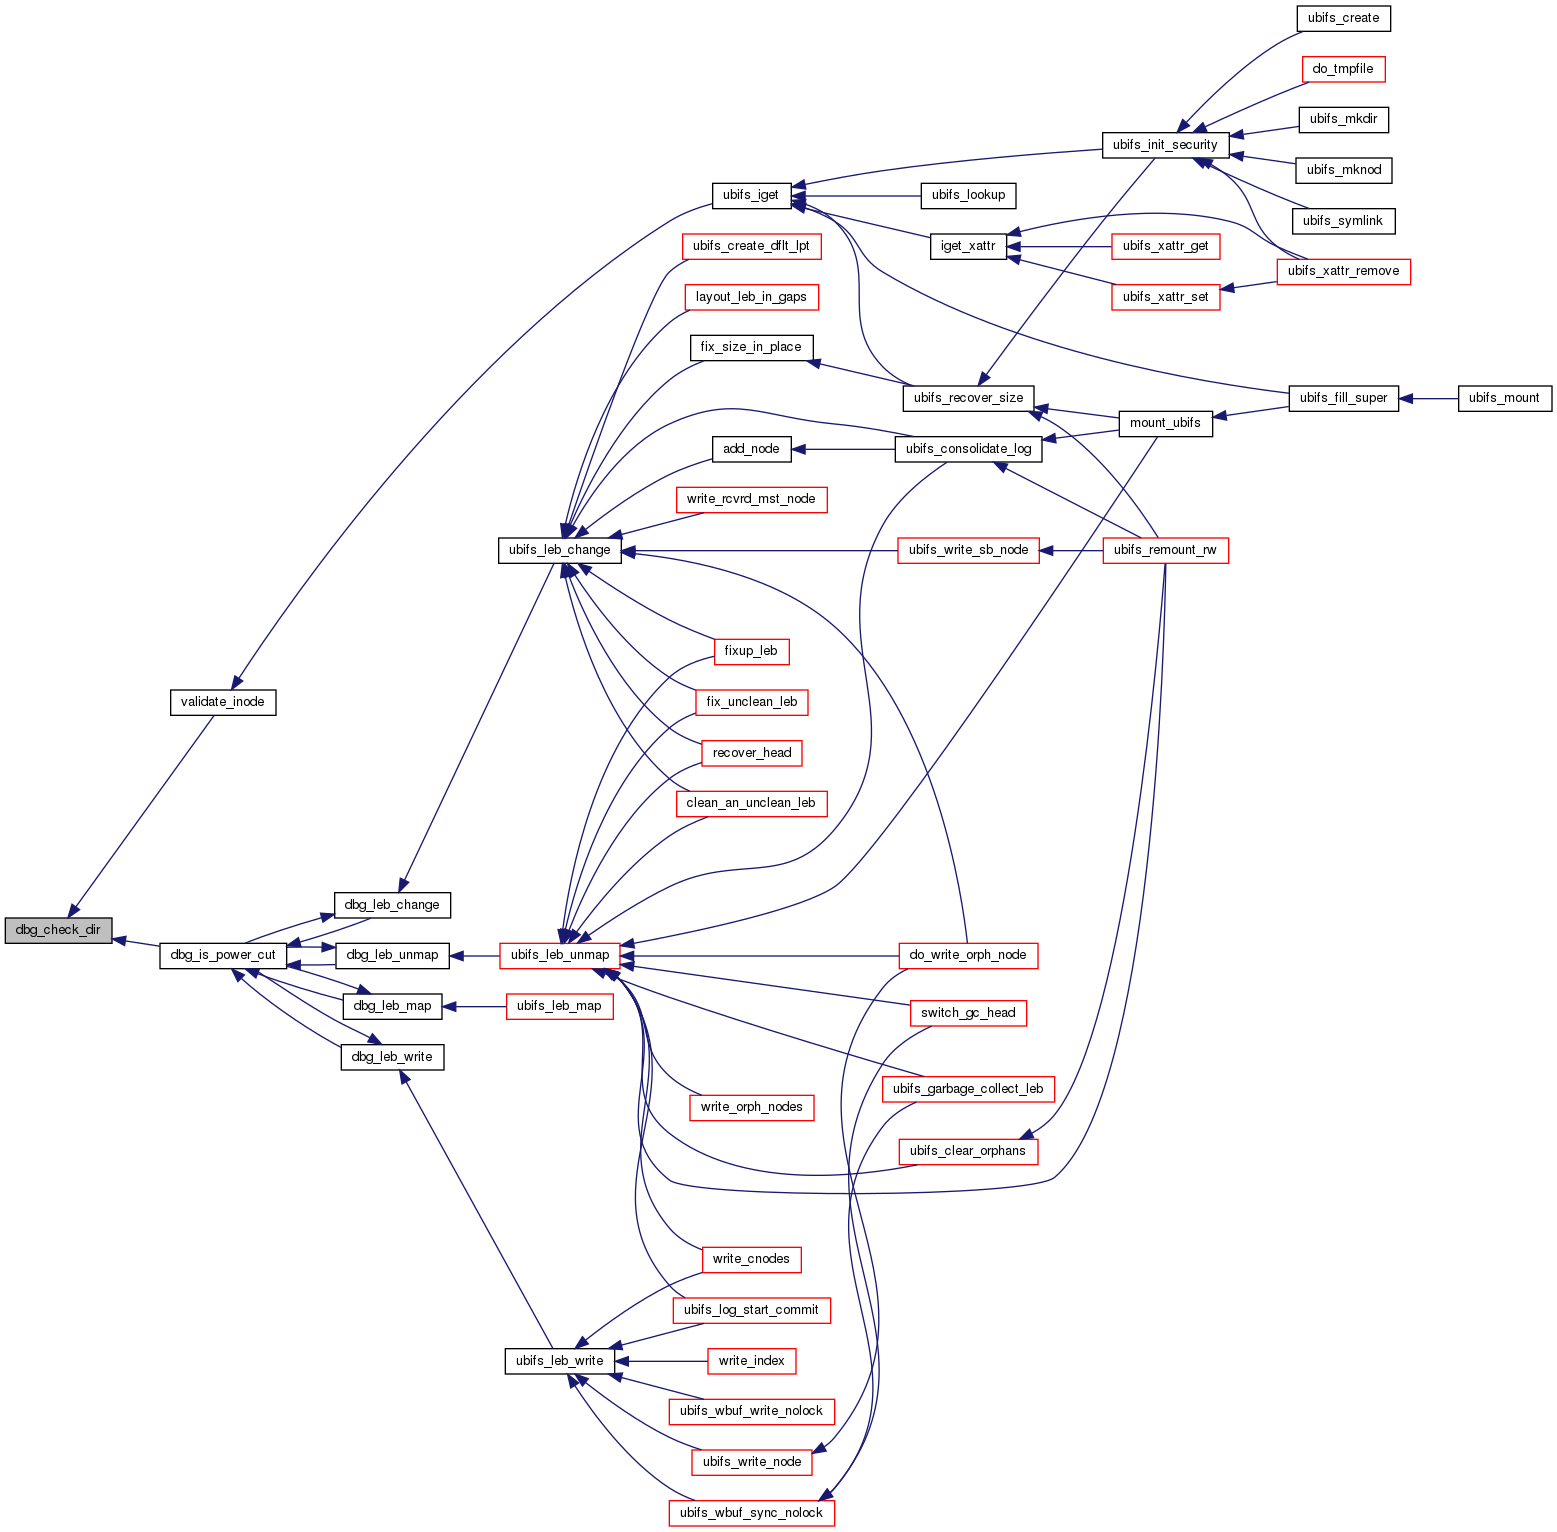 ubifs_create
do_tmpfile
ubifs_mkdir
ubifs_init_security
ubifs_mknod
ubifs_iget
ubifs_lookup
ubifs_symlink
ubifs_create_dflt_lpt
iget_xattr
ubifs_xattr_get
ubifs_xattr_remove
layout_leb_in_gaps
ubifs_xattr_set
fix_size_in_place
ubifs_recover_size
ubifs_fill_super
ubifs_mount
mount_ubifs
add_node
ubifs_consolidate_log
write_rcvrd_mst_node
ubifs_leb_change
ubifs_write_sb_node
ubifs_remount_rw
fixup_leb
validate_inode
fix_unclean_leb
recover_head
clean_an_unclean_leb
dbg_leb_change
dbg_check_dir
dbg_is_power_cut
dbg_leb_unmap
ubifs_leb_unmap
do_write_orph_node
dbg_leb_map
ubifs_leb_map
switch_gc_head
dbg_leb_write
ubifs_garbage_collect_leb
write_orph_nodes
ubifs_clear_orphans
write_cnodes
ubifs_log_start_commit
ubifs_leb_write
write_index
ubifs_wbuf_write_nolock
ubifs_write_node
ubifs_wbuf_sync_nolock